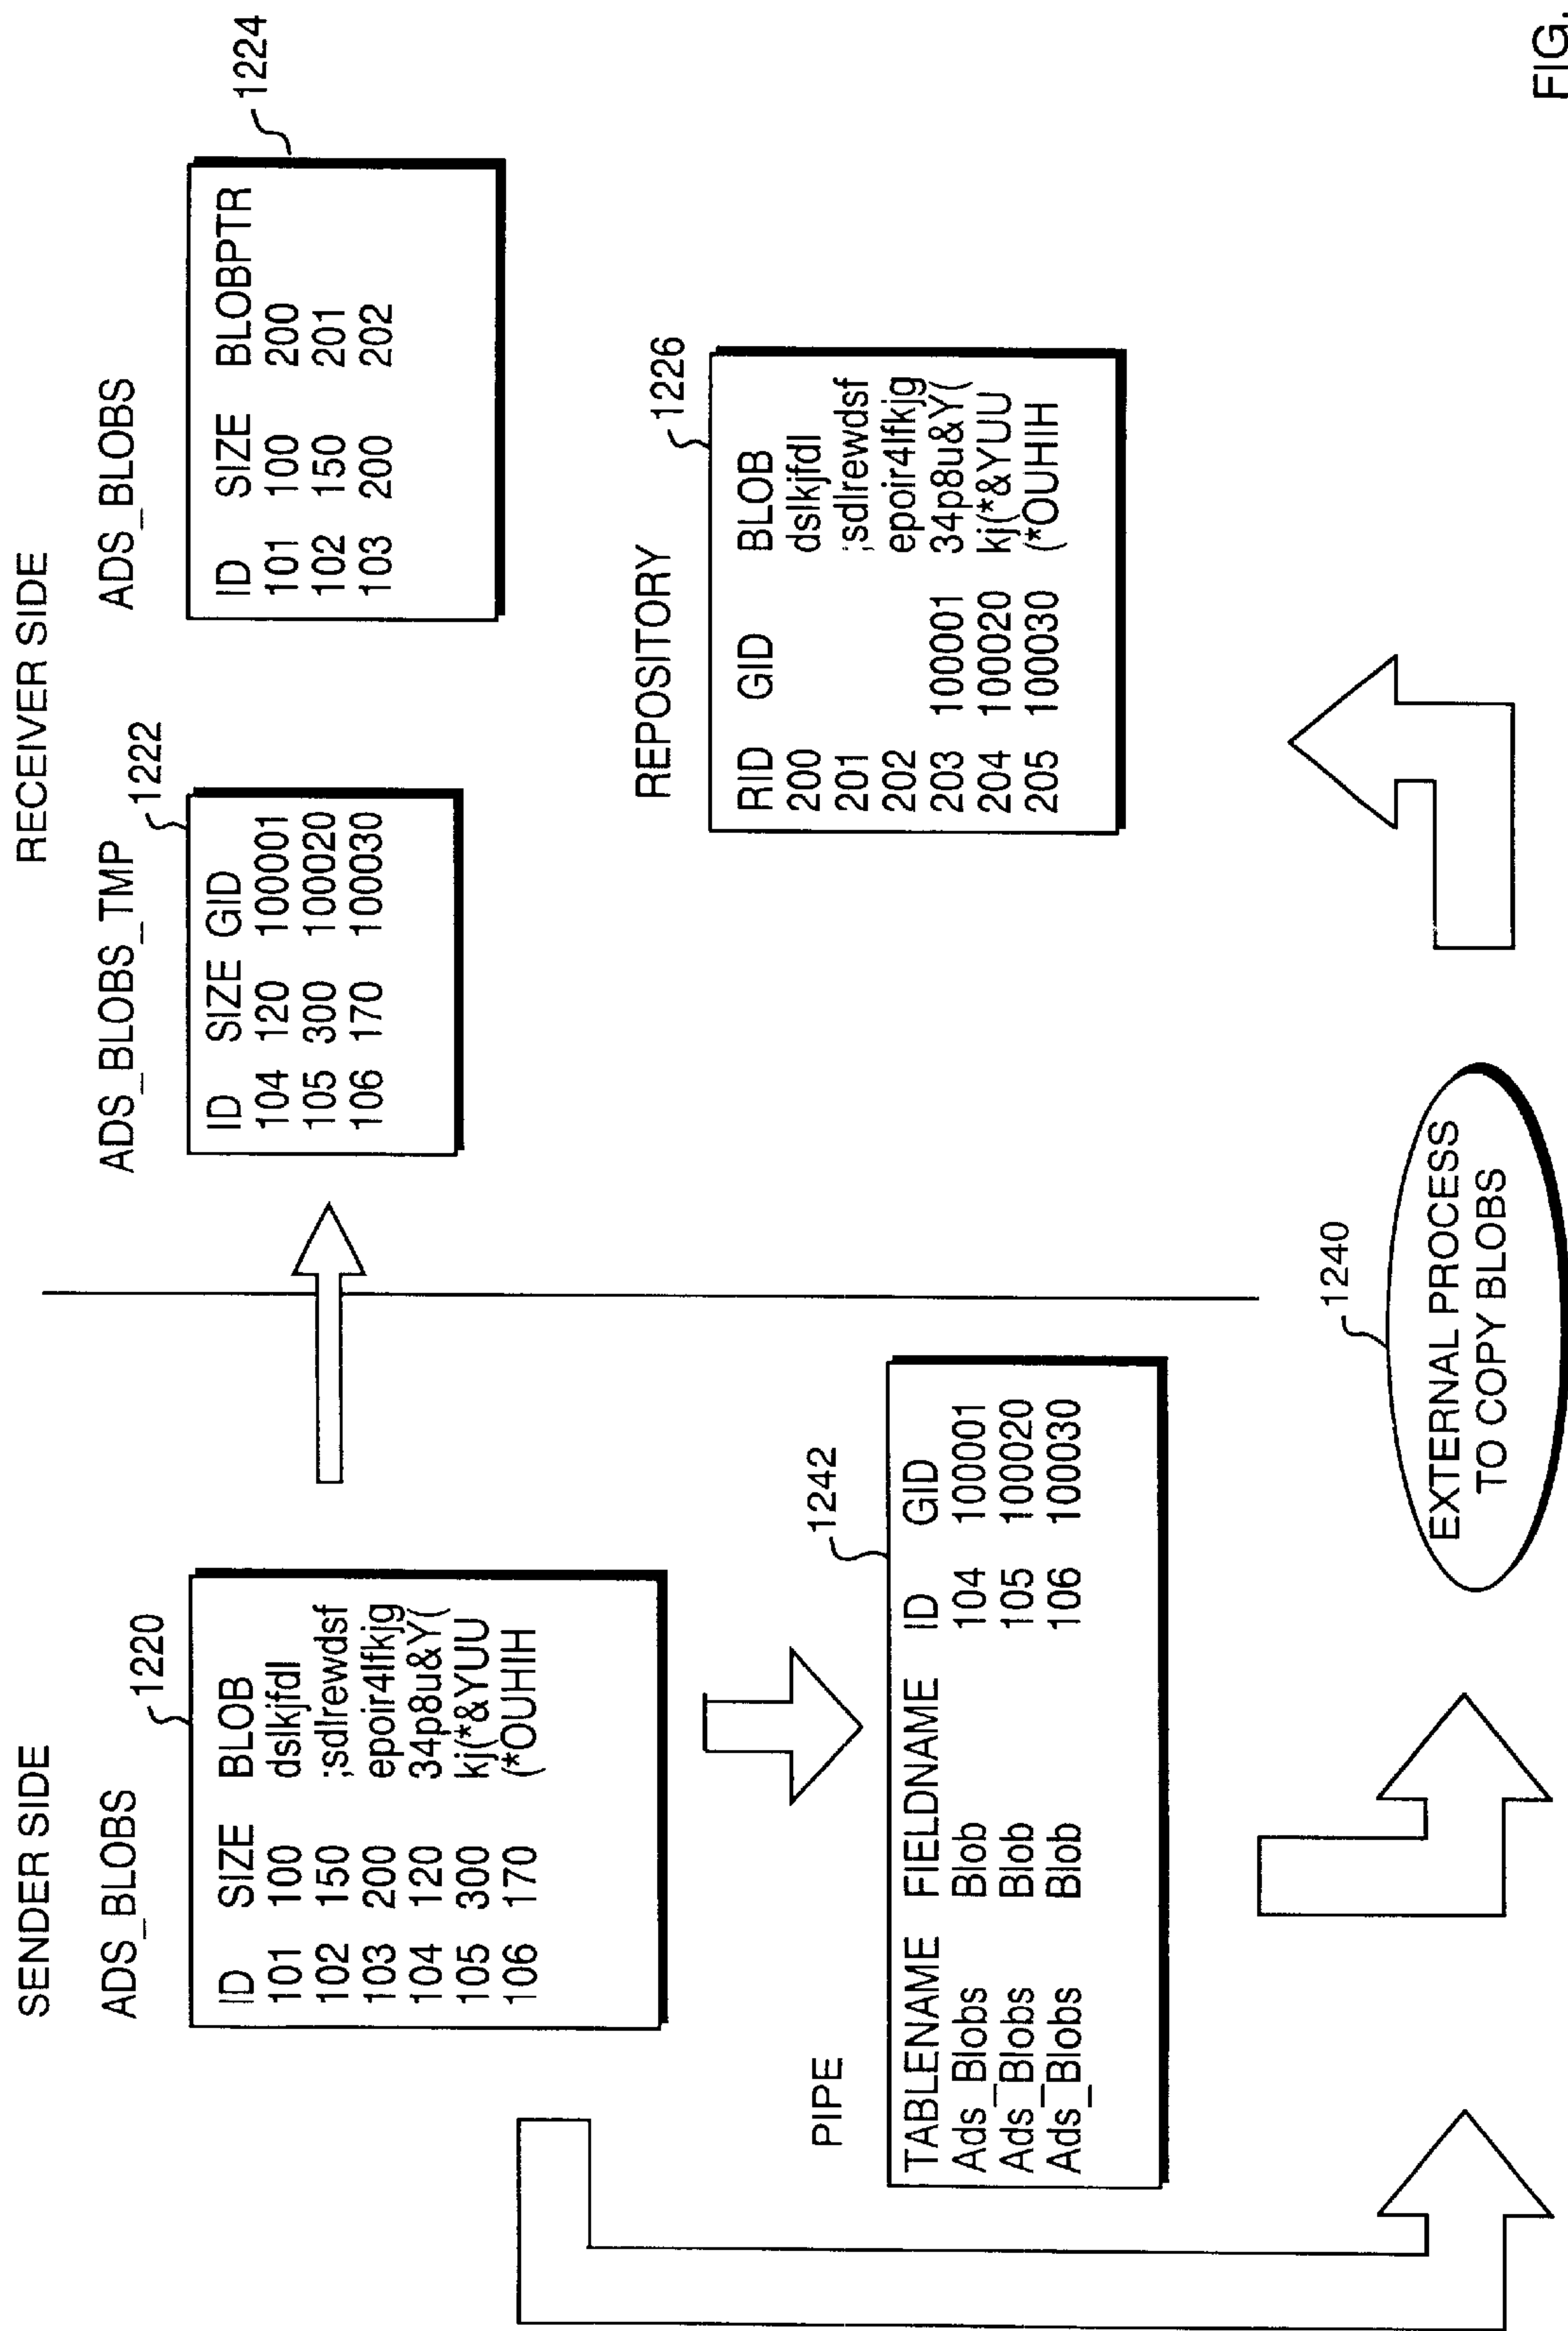 SENDER SIDE
ADS_BLOBS
1220
ID SIZE BLOB
101 100 dslkjfdl
102 150 ;sdlrewdsf
103 200 epoir4lfkjg
104 120 34p8u&Y(
105 300 kj(*&YUU
106 170 (*OUHIH
PIPE
1242
TABLENAME FIELDNAME ID GID
Ads_Blobs Blob 104 100001
Ads_Blobs Blob 105 100020
Ads_Blobs Blob 106 100030
1240
EXTERNAL PROCESS
TO COPY BLOBS
RECEIVER SIDE
ADS_BLOBS_TMP
1222
ID SIZE GID
104 120 100001
105 300 100020
106 170 100030
ADS_BLOBS
1224
ID SIZE BLOBPTR
101 100 200
102 150 201
103 200 202
REPOSITORY
1226
RID GID BLOB
200 dslkjfdl
201 ;sdlrewdsf
202 epoir4lfkjg
203 100001 34p8u&Y(
204 100020 kj(*&YUU
205 100030 (*OUHIH
FIG.